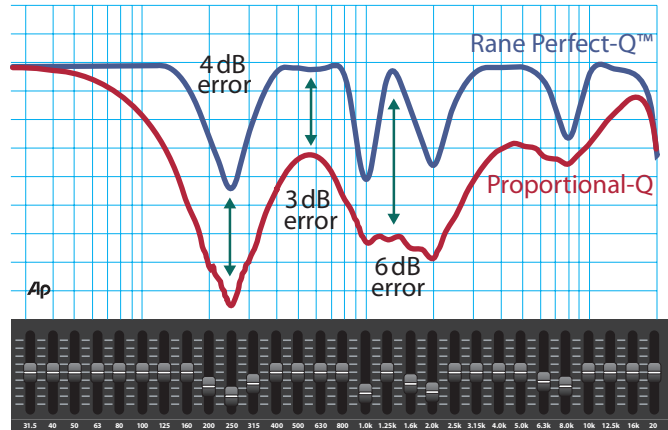 Rane Perfect-Q™
4 dB
error
Proportional-Q
3 dB
error
6 dB
error
Ap
31.5 40 50 63 80 100 125 160 200 250 315 400 500 630 800 1.0k 1.25k 1.6k 2.0k 2.5k 3.15k 4.0k 5.0k 6.3k 8.0k 10k 12.5k 16k 20